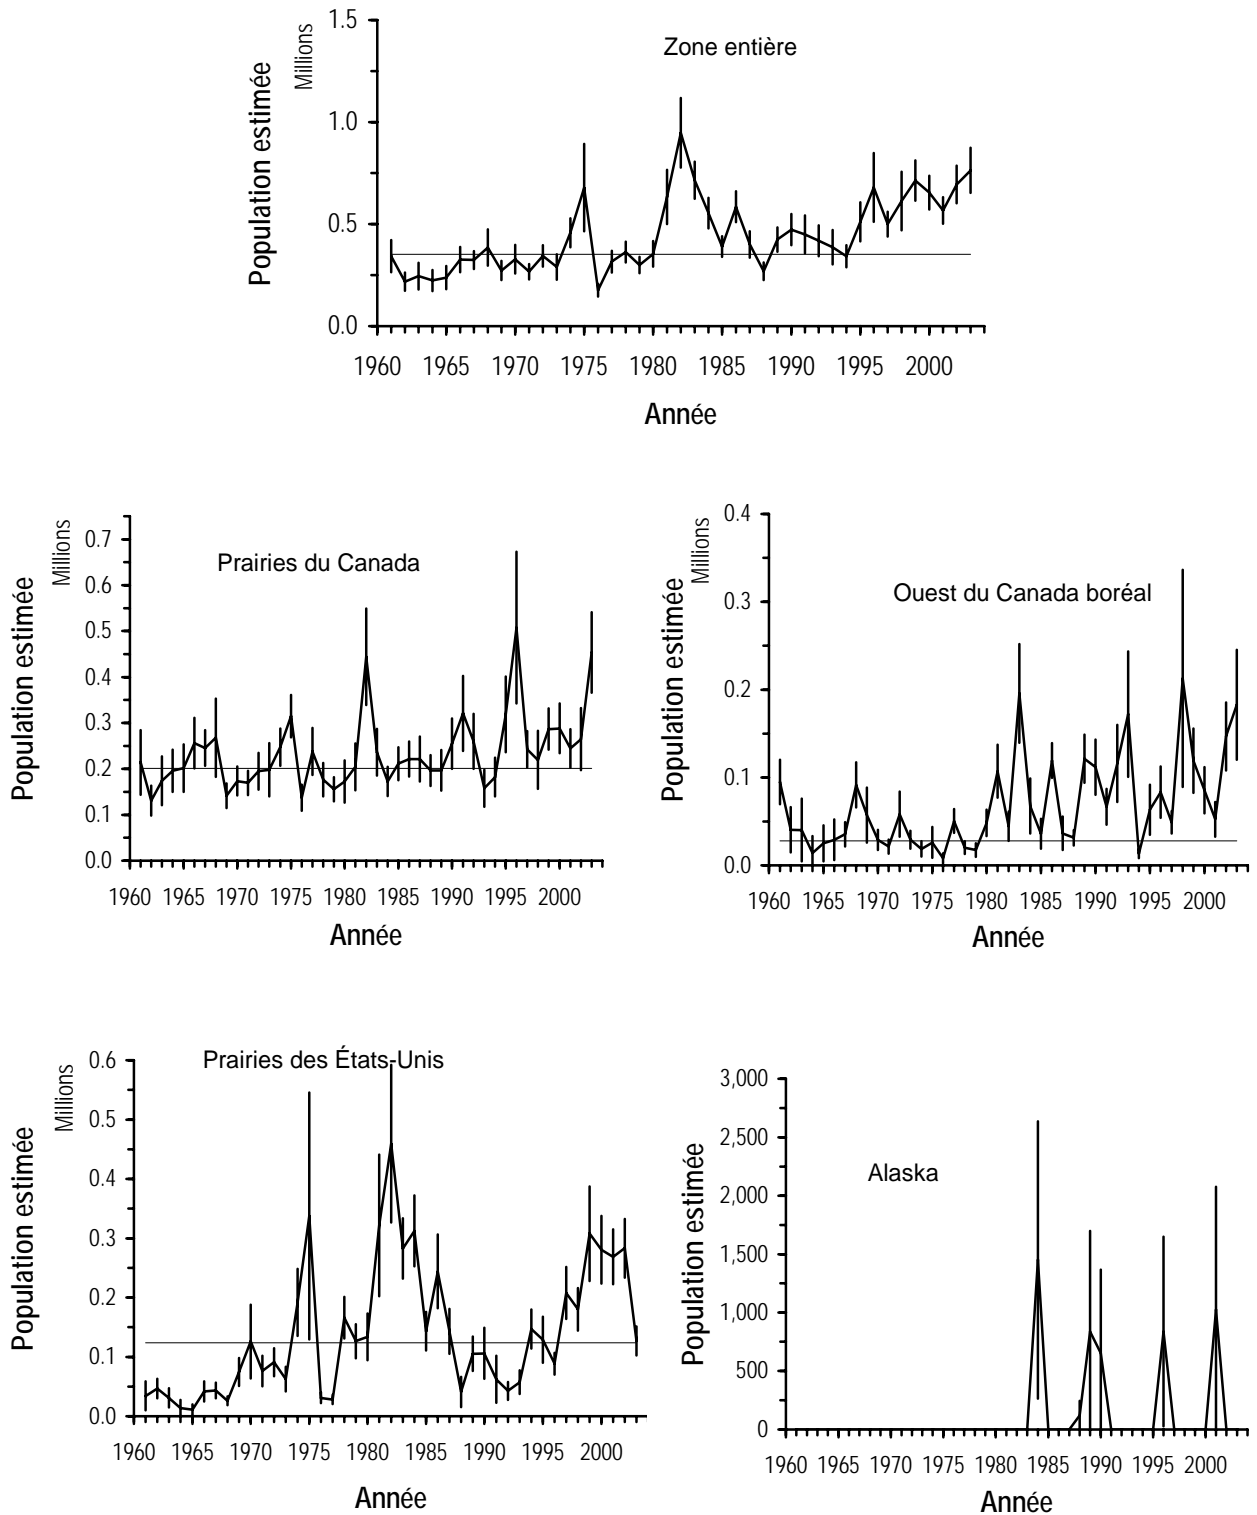 Zone entière
Millions
Population estimée
1.5
1.0
0.5
0.0
1960 1965 1970 1975 1980 1985 1990 1995 2000
Année
Prairies du Canada
Millions
Population estimée
0.7
0.6
0.5
0.4
0.3
0.2
0.1
0.0
1960 1965 1970 1975 1980 1985 1990 1995 2000
Année
Ouest du Canada boréal
Millions
Population estimée
0.4
0.3
0.2
0.1
0.0
1960 1965 1970 1975 1980 1985 1990 1995 2000
Année
Prairies des États-Unis
Millions
Population estimée
0.6
0.5
0.4
0.3
0.2
0.1
0.0
1960 1965 1970 1975 1980 1985 1990 1995 2000
Année
Alaska
Population estimée
3,000
2,500
2,000
1,500
1,000
500
0
1960 1965 1970 1975 1980 1985 1990 1995 2000
Année